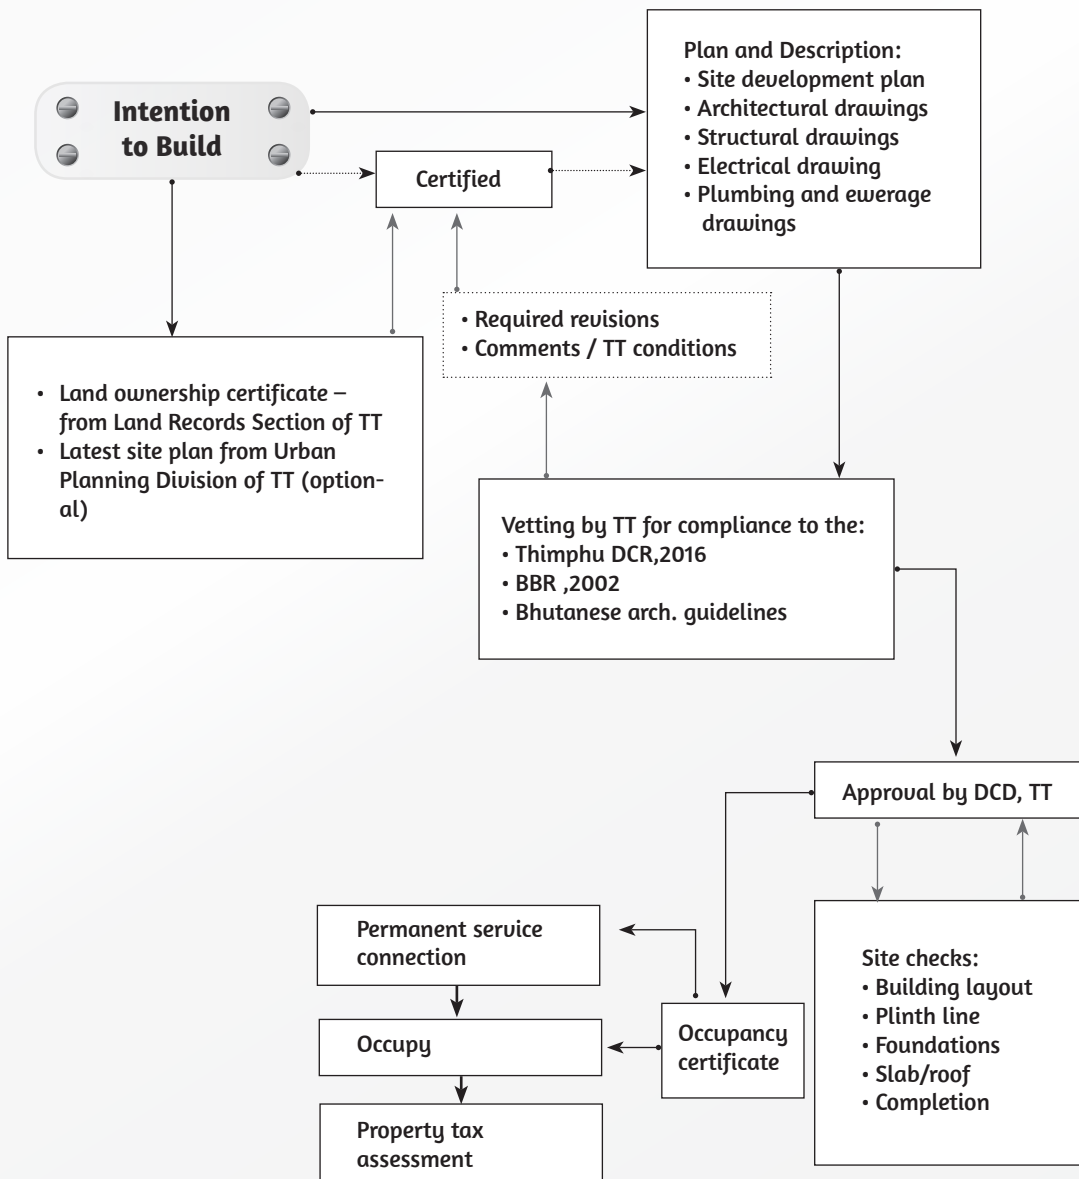 Intention
to Build
Certified
Plan and Description:
• Site development plan
• Architectural drawings
• Structural drawings
• Electrical drawing
• Plumbing and ewerage
drawings
• Required revisions
• Comments / TT conditions
• Land ownership certificate –
from Land Records Section of TT
• Latest site plan from Urban
Planning Division of TT (option-
al)
Vetting by TT for compliance to the:
• Thimphu DCR,2016
• BBR ,2002
• Bhutanese arch. guidelines
Approval by DCD, TT
Site checks:
• Building layout
• Plinth line
• Foundations
• Slab/roof
• Completion
Occupancy
certificate
Permanent service
connection
Occupy
Property tax
assessment